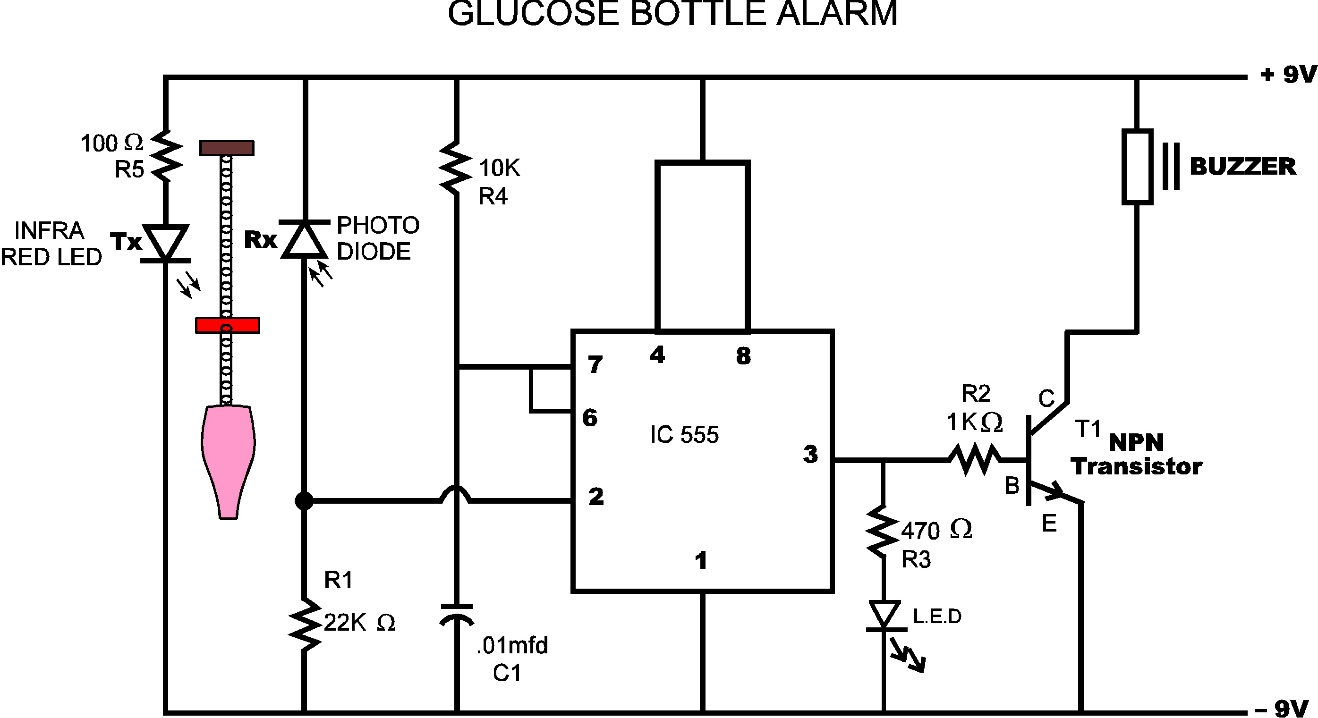 GLUCOSE BOTTLE ALARM
+ 9V
100 Ω
R5
10K
R4
BUZZER
INFRA
RED LED
Tx
Rx
PHOTO
DIODE
4
8
7
6
IC 555
3
2
1
R2
1KΩ
C
T1
NPN
Transistor
B
E
470 Ω
R3
L.E.D
R1
22K Ω
.01mfd
C1
– 9V